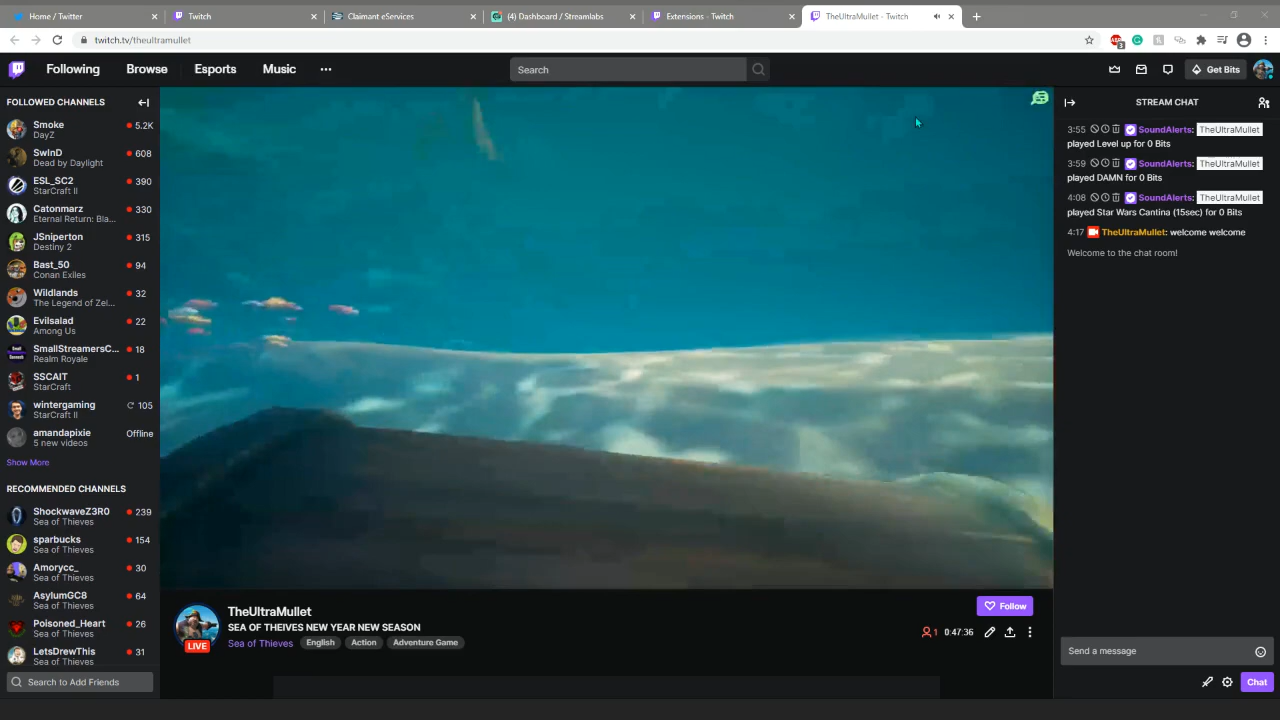 Home / Twitter
Twitch
Claimant eServices
(4) Dashboard / Streamlabs
Extensions - Twitch
TheUltraMullet - Twitch
twitch.tv/theultramullet
3
Following
Browse
Esports
Music
Search
Get Bits
FOLLOWED CHANNELS
Smoke 5.2K
DayZ
SwinD 608
Dead by Daylight
ESL_SC2 390
StarCraft II
Catonmarz 330
Eternal Return: Bla...
JSniperton 315
Destiny 2
Bast_50 94
Conan Exiles
Wildlands 32
The Legend of Zel...
Evilsalad 22
Among Us
SmallStreamersC... 18
Realm Royale
SSCAIT 1
StarCraft
wintergaming 105
StarCraft II
amandapixie Offline
5 new videos
Show More
RECOMMENDED CHANNELS
ShockwaveZ3R0 239
Sea of Thieves
sparbucks 154
Sea of Thieves
Amorycc_ 30
Sea of Thieves
AsylumGC8 64
Sea of Thieves
Poisoned_Heart 26
Sea of Thieves
LetsDrewThis 31
Sea of Thieves
Search to Add Friends
LIVE
TheUltraMullet
SEA OF THEIVES NEW YEAR NEW SEASON
Sea of Thieves English Action Adventure Game
Follow
1 0:47:36
STREAM CHAT
3:55 SoundAlerts: TheUltraMullet
played Level up for 0 Bits
3:59 SoundAlerts: TheUltraMullet
played DAMN for 0 Bits
4:08 SoundAlerts: TheUltraMullet
played Star Wars Cantina (15sec) for 0 Bits
4:17 TheUltraMullet: welcome welcome
Welcome to the chat room!
Send a message
Chat